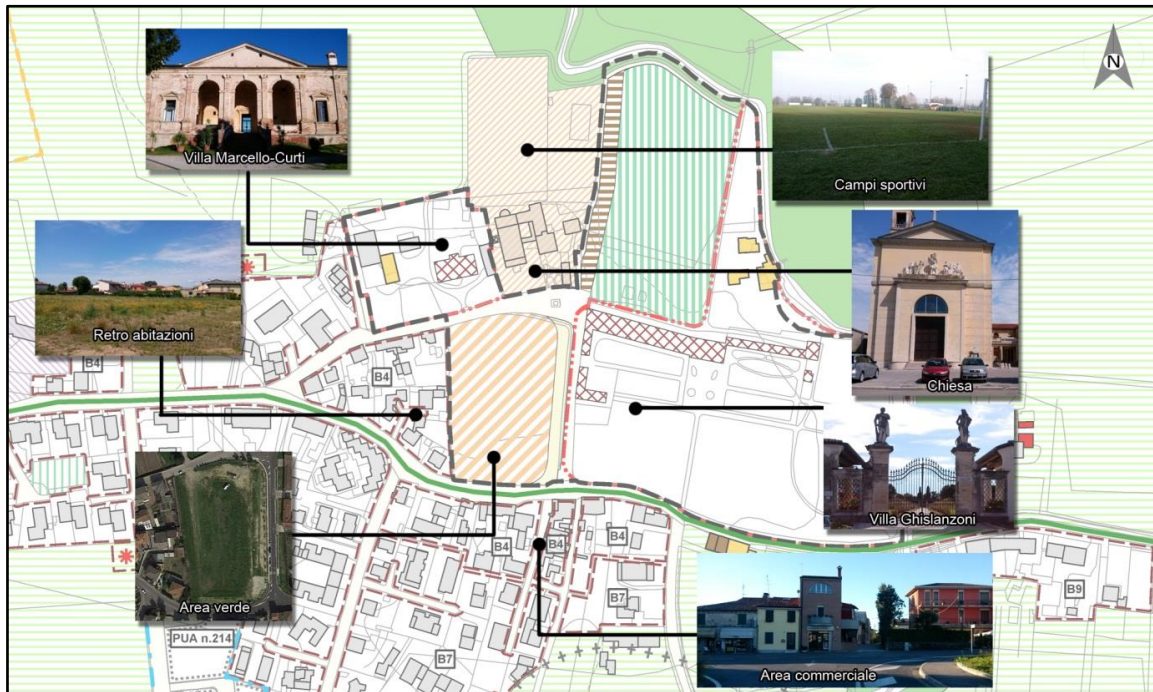 N
Villa Marcello-Curti
Campi sportivi
Retro abitazioni
Chiesa
B4
B4
Villa Ghislanzoni
B4
B4
B4
B9
Area verde
B7
PUA n.214
B7
Area commerciale